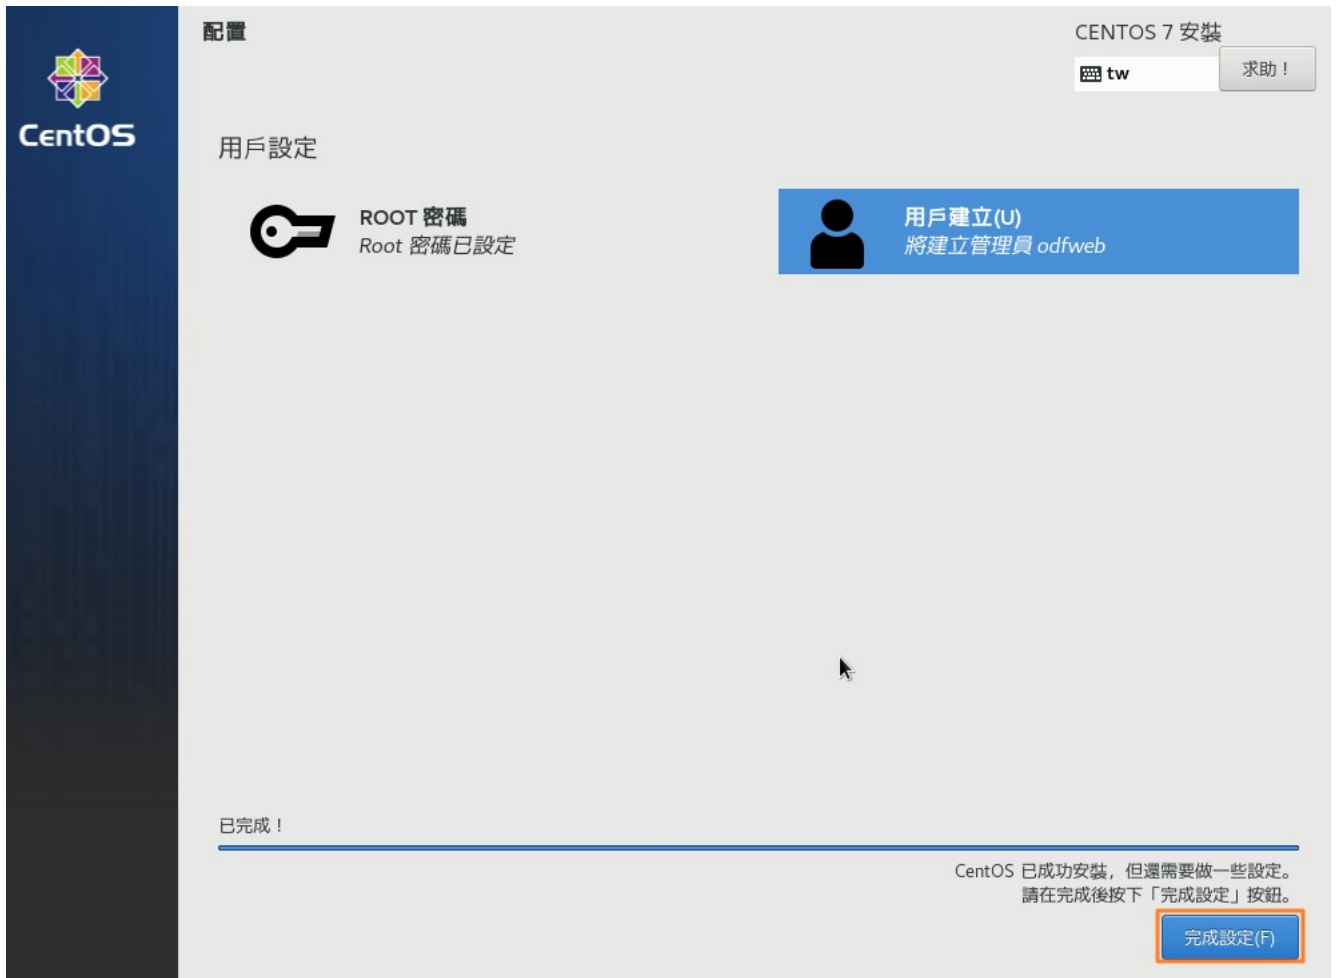 配置
CENTOS 7 安裝
tw
求助！
CentOS
用戶設定
ROOT 密碼
Root 密碼已設定
用戶建立(U)
將建立管理員 odfweb
已完成！
CentOS 已成功安裝，但還需要做一些設定。
請在完成後按下「完成設定」按鈕。
完成設定(F)